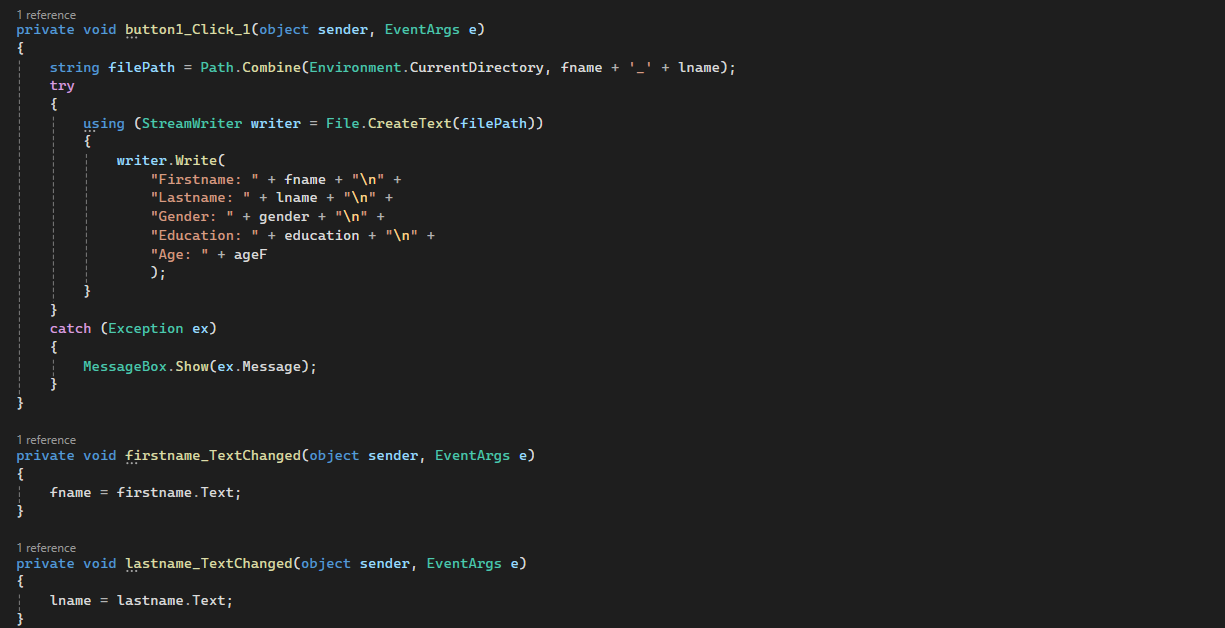 1 reference
private void button1_Click_1(object sender, EventArgs e)
{
    string filePath = Path.Combine(Environment.CurrentDirectory, fname + '_' + lname);
    try
    {
        using (StreamWriter writer = File.CreateText(filePath))
        {
            writer.Write(
                "Firstname: " + fname + "\n" +
                "Lastname: " + lname + "\n" +
                "Gender: " + gender + "\n" +
                "Education: " + education + "\n" +
                "Age: " + ageF
                );
        }
    }
    catch (Exception ex)
    {
        MessageBox.Show(ex.Message);
    }
}
1 reference
private void firstname_TextChanged(object sender, EventArgs e)
{
    fname = firstname.Text;
}
1 reference
private void lastname_TextChanged(object sender, EventArgs e)
{
    lname = lastname.Text;
}